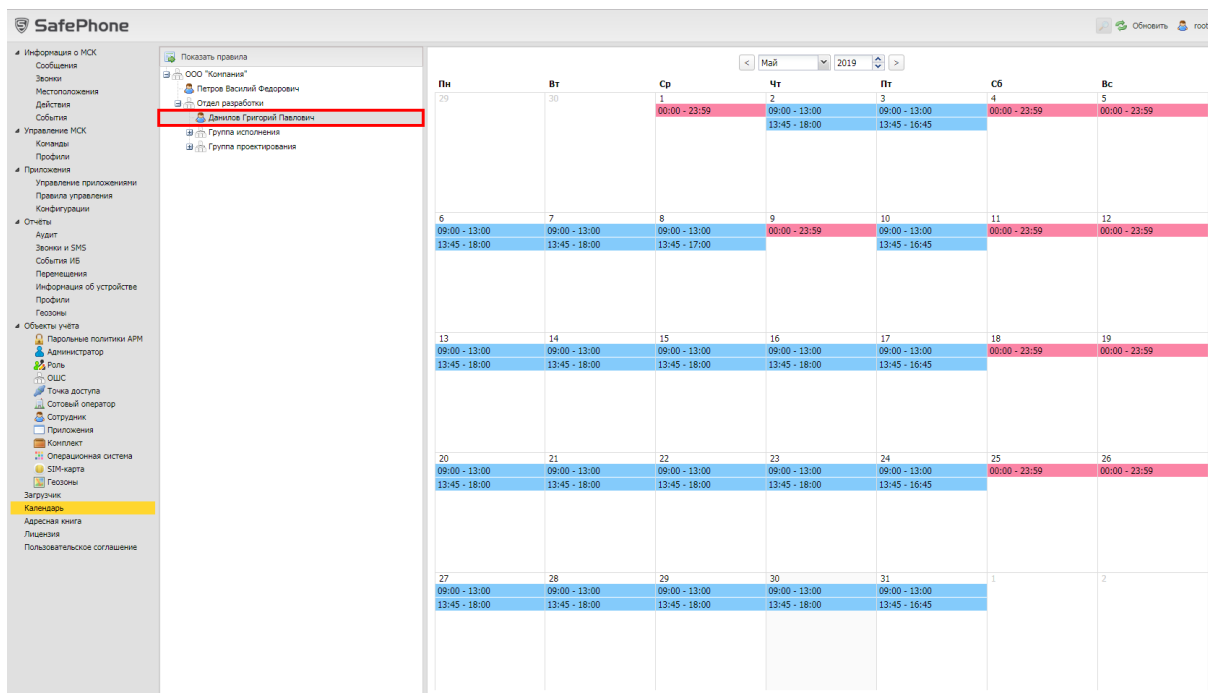 SafePhone
Обновить root
Информация о МСК
Сообщения
Звонки
Местоположения
Действия
События
Управление МСК
Команды
Профили
Приложения
Управление приложениями
Правила управления
Конфигурации
Отчёты
Аудит
Звонки и SMS
События ИБ
Перемещения
Информация об устройстве
Профили
Геозоны
Объекты учёта
Парольные политики АРМ
Администратор
Роль
ОШС
Точка доступа
Сотовый оператор
Сотрудник
Приложения
Комплект
Операционная система
SIM-карта
Геозоны
Загрузчик
Календарь
Адресная книга
Лицензия
Пользовательское соглашение
Показать правила
ООО "Компания"
Петров Василий Федорович
Отдел разработки
Данилов Григорий Павлович
Группа исполнения
Группа проектирования
< Май 2019 >
Пн Вт Ср Чт Пт Сб Вс
29 30 1 2 3 4 5
00:00 - 23:59 09:00 - 13:00 09:00 - 13:00 00:00 - 23:59 00:00 - 23:59
13:45 - 18:00 13:45 - 16:45
6 7 8 9 10 11 12
09:00 - 13:00 09:00 - 13:00 09:00 - 13:00 00:00 - 23:59 09:00 - 13:00 00:00 - 23:59 00:00 - 23:59
13:45 - 18:00 13:45 - 18:00 13:45 - 17:00 13:45 - 16:45
13 14 15 16 17 18 19
09:00 - 13:00 09:00 - 13:00 09:00 - 13:00 09:00 - 13:00 09:00 - 13:00 00:00 - 23:59 00:00 - 23:59
13:45 - 18:00 13:45 - 18:00 13:45 - 18:00 13:45 - 18:00 13:45 - 16:45
20 21 22 23 24 25 26
09:00 - 13:00 09:00 - 13:00 09:00 - 13:00 09:00 - 13:00 09:00 - 13:00 00:00 - 23:59 00:00 - 23:59
13:45 - 18:00 13:45 - 18:00 13:45 - 18:00 13:45 - 18:00 13:45 - 16:45
27 28 29 30 31 1 2
09:00 - 13:00 09:00 - 13:00 09:00 - 13:00 09:00 - 13:00 09:00 - 13:00
13:45 - 18:00 13:45 - 18:00 13:45 - 18:00 13:45 - 18:00 13:45 - 16:45